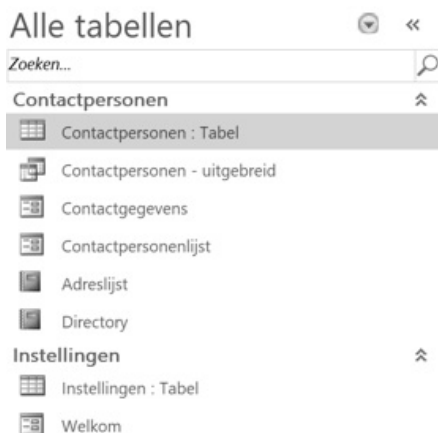 Alle tabellen
Zoeken...
Contactpersonen
Contactpersonen : Tabel
Contactpersonen - uitgebreid
Contactgegevens
Contactpersonenlijst
Adreslijst
Directory
Instellingen
Instellingen : Tabel
Welkom